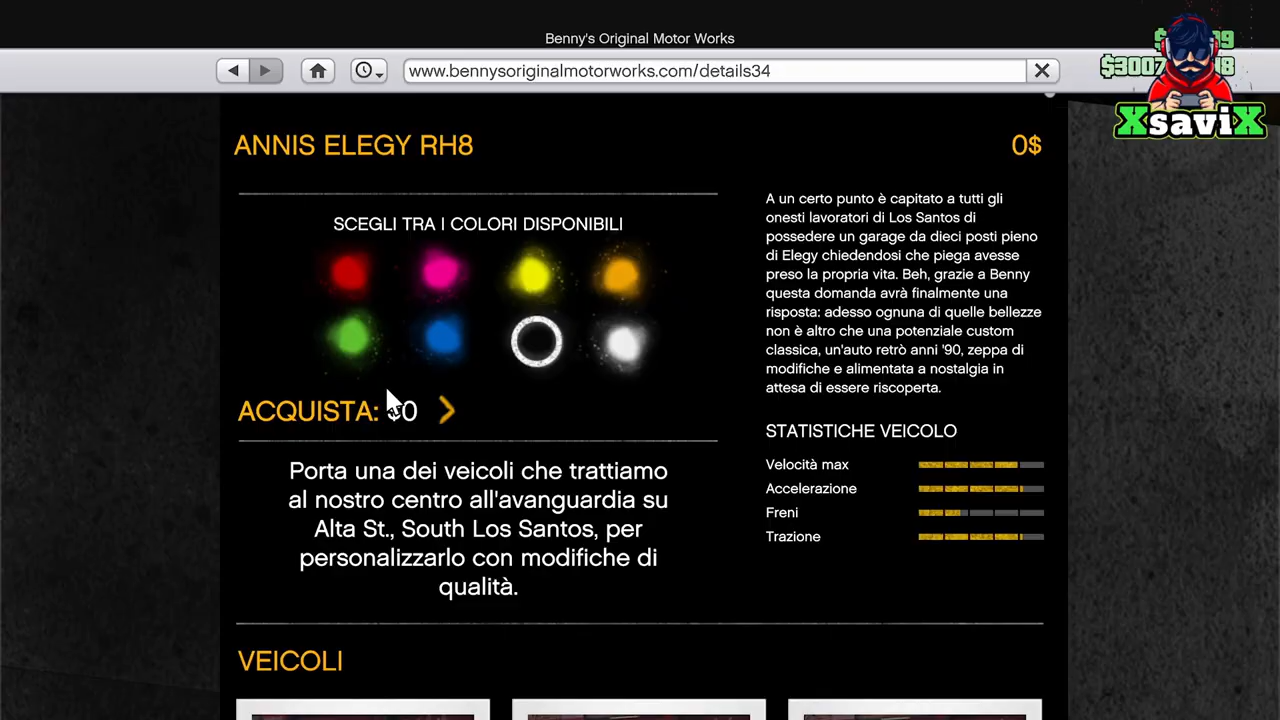 Benny's Original Motor Works
www.bennysoriginalmotorworks.com/details34
XsaviX
ANNIS ELEGY RH8
0$
SCEGLI TRA I COLORI DISPONIBILI
ACQUISTA: $0
Porta una dei veicoli che trattiamo
al nostro centro all'avanguardia su
Alta St., South Los Santos, per
personalizzarlo con modifiche di
qualità.
A un certo punto è capitato a tutti gli
onesti lavoratori di Los Santos di
possedere un garage da dieci posti pieno
di Elegy chiedendosi che piega avesse
preso la propria vita. Beh, grazie a Benny
questa domanda avrà finalmente una
risposta: adesso ognuna di quelle bellezze
non è altro che una potenziale custom
classica, un'auto retrò anni '90, zeppa di
modifiche e alimentata a nostalgia in
attesa di essere riscoperta.
STATISTICHE VEICOLO
Velocità max
Accelerazione
Freni
Trazione
VEICOLI